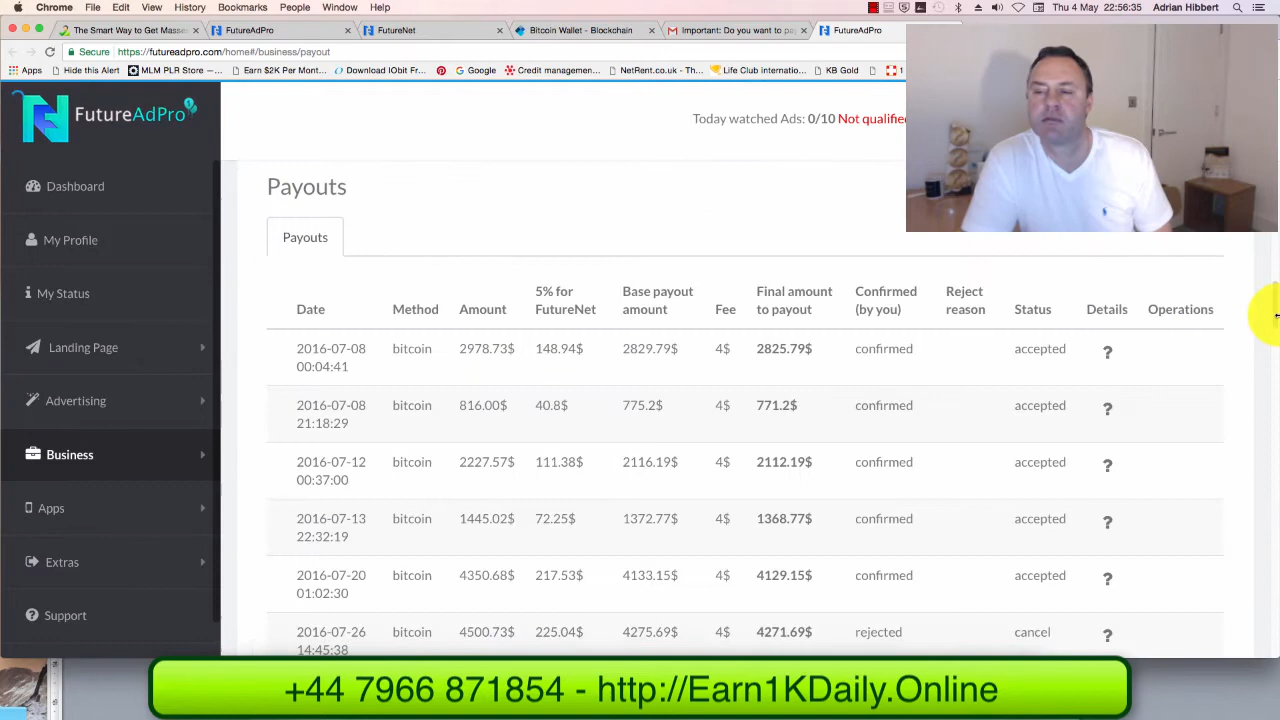 Chrome File Edit View History Bookmarks People Window Help Thu 4 May 22:56:35 Adrian Hibbert
The Smart Way to Get Masse FutureAdPro FutureNet Bitcoin Wallet - Blockchain Important: Do you want to pa FutureAdPro
Secure https://futureadpro.com/home#/business/payout
Apps Hide this Alert MLM PLR Store: Earn $2K Per Mont... Download IObit Fr Google Credit managemen... NetRent.co.uk - Th... Life Club internatio... KB Gold
FutureAdPro
Today watched Ads: 0/10 Not qualified
Dashboard
My Profile
My Status
Landing Page
Advertising
Business
Apps
Extras
Support
Payouts
Payouts
Date Method Amount 5% for FutureNet Base payout amount Fee Final amount to payout Confirmed (by you) Reject reason Status Details Operations
2016-07-08 00:04:41 bitcoin 2978.73$ 148.94$ 2829.79$ 4$ 2825.79$ confirmed accepted ?
2016-07-08 21:18:29 bitcoin 816.00$ 40.8$ 775.2$ 4$ 771.2$ confirmed accepted ?
2016-07-12 00:37:00 bitcoin 2227.57$ 111.38$ 2116.19$ 4$ 2112.19$ confirmed accepted ?
2016-07-13 22:32:19 bitcoin 1445.02$ 72.25$ 1372.77$ 4$ 1368.77$ confirmed accepted ?
2016-07-20 01:02:30 bitcoin 4350.68$ 217.53$ 4133.15$ 4$ 4129.15$ confirmed accepted ?
2016-07-26 14:45:38 bitcoin 4500.73$ 225.04$ 4275.69$ 4$ 4271.69$ rejected cancel ?
+44 7966 871854 - http://Earn1KDaily.Online